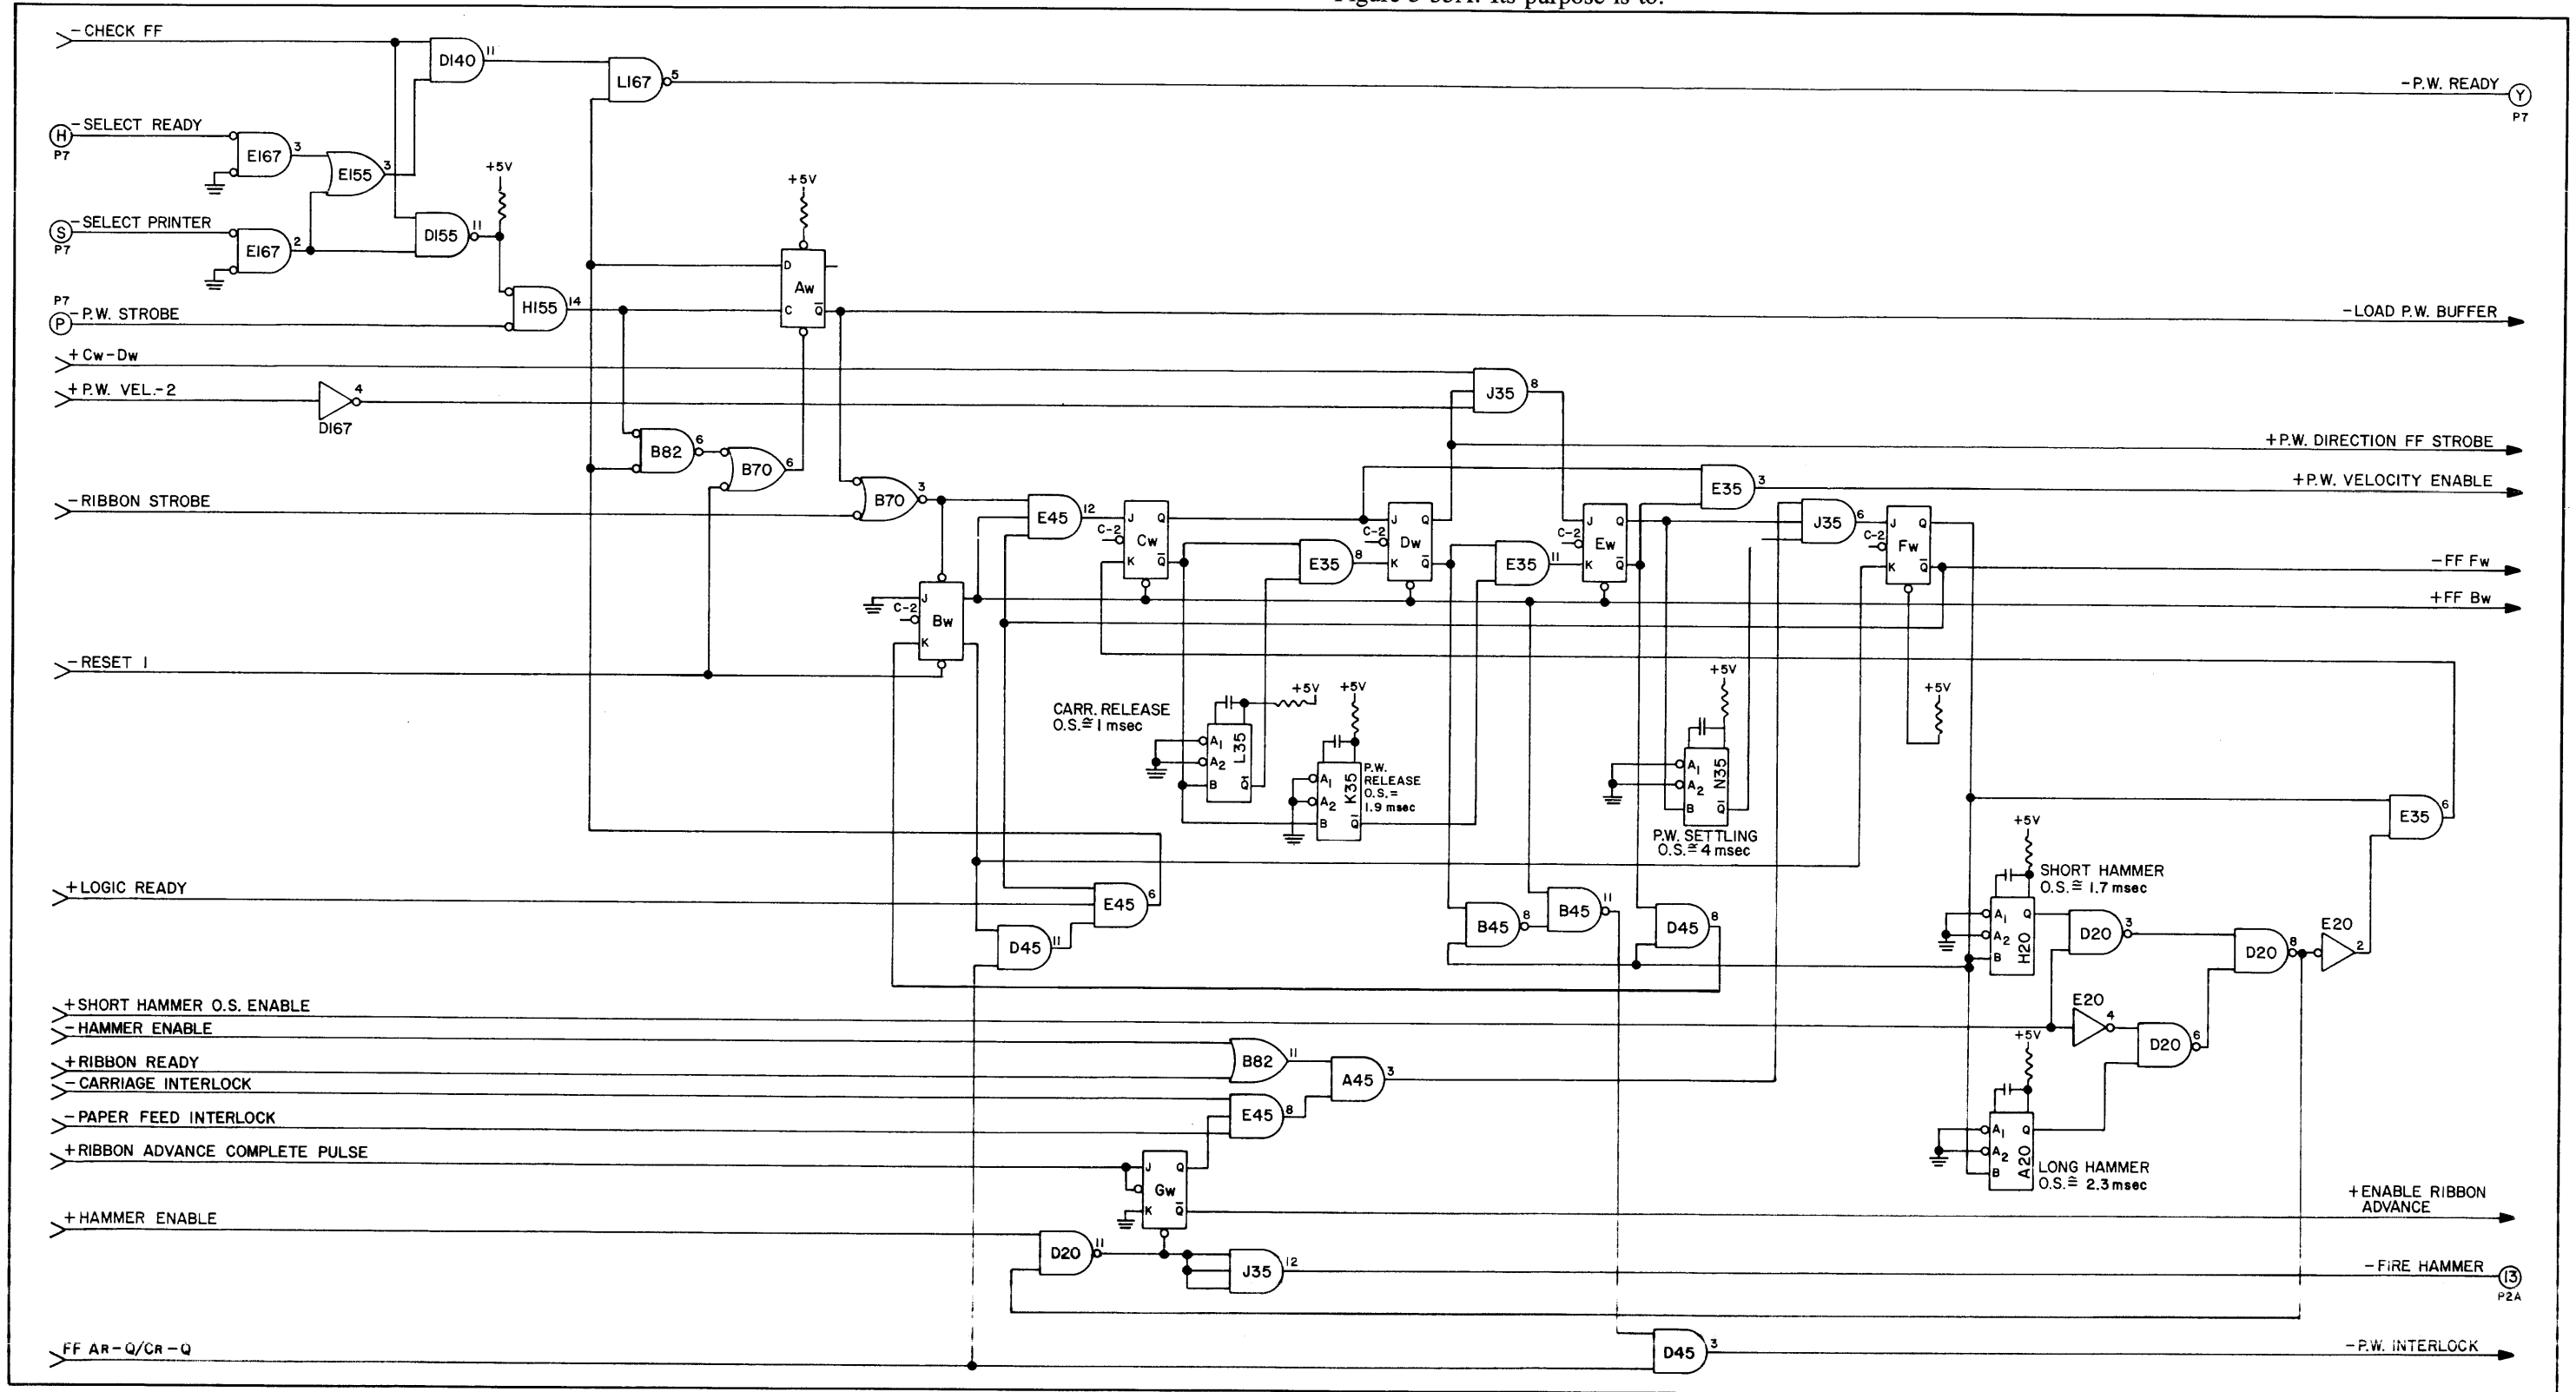 Figure 3-35A. Its purpose is to:
-CHECK FF
D140 11
L167 5
-P.W. READY Y P7
H P7 -SELECT READY
E167 3
E155 3
+5V
S P7 -SELECT PRINTER
E167 2
D155 11
+5V
P7 P -P.W. STROBE
H155 14
D Aw C Q̅
-LOAD P.W. BUFFER
+Cw-Dw
J35 8
+P.W. VEL.-2
D167 4
B82 6
B70 6
+P.W. DIRECTION FF STROBE
-RIBBON STROBE
B70 3
E45 12
J Q C-2 Cw K Q̅
E35 8
J Q C-2 Dw K Q̅
E35 11
J Q C-2 Ew K Q̅
E35 3
+P.W. VELOCITY ENABLE
J35 6
J Q C-2 Fw K Q̅
-FF Fw
J C-2 Bw K
+FF Bw
-RESET 1
CARR. RELEASE
O.S.≅ 1 msec
+5V
A1 A2 B L35 Q̅
+5V
A1 A2 B K35 Q̅
P.W.
RELEASE
O.S.=
1.9 msec
+5V
A1 A2 B N35 Q̅
P.W. SETTLING
O.S.≅ 4 msec
+5V
E35 6
+LOGIC READY
E45 6
D45 11
B45 8
B45 11
D45 8
+5V
SHORT HAMMER
O.S.≅ 1.7 msec
A1 Q A2 B H20
D20 3
D20 8
E20 2
+SHORT HAMMER O.S. ENABLE
-HAMMER ENABLE
E20 4
D20 6
+RIBBON READY
B82 11
A45 3
-CARRIAGE INTERLOCK
-PAPER FEED INTERLOCK
E45 8
+5V
A1 Q A2 B A20
LONG HAMMER
O.S.≅ 2.3 msec
+RIBBON ADVANCE COMPLETE PULSE
J Q Gw K Q̅
+ENABLE RIBBON
ADVANCE
+HAMMER ENABLE
D20 11
J35 12
-FIRE HAMMER 13 P2A
FF AR-Q/CR-Q
D45 3
-P.W. INTERLOCK